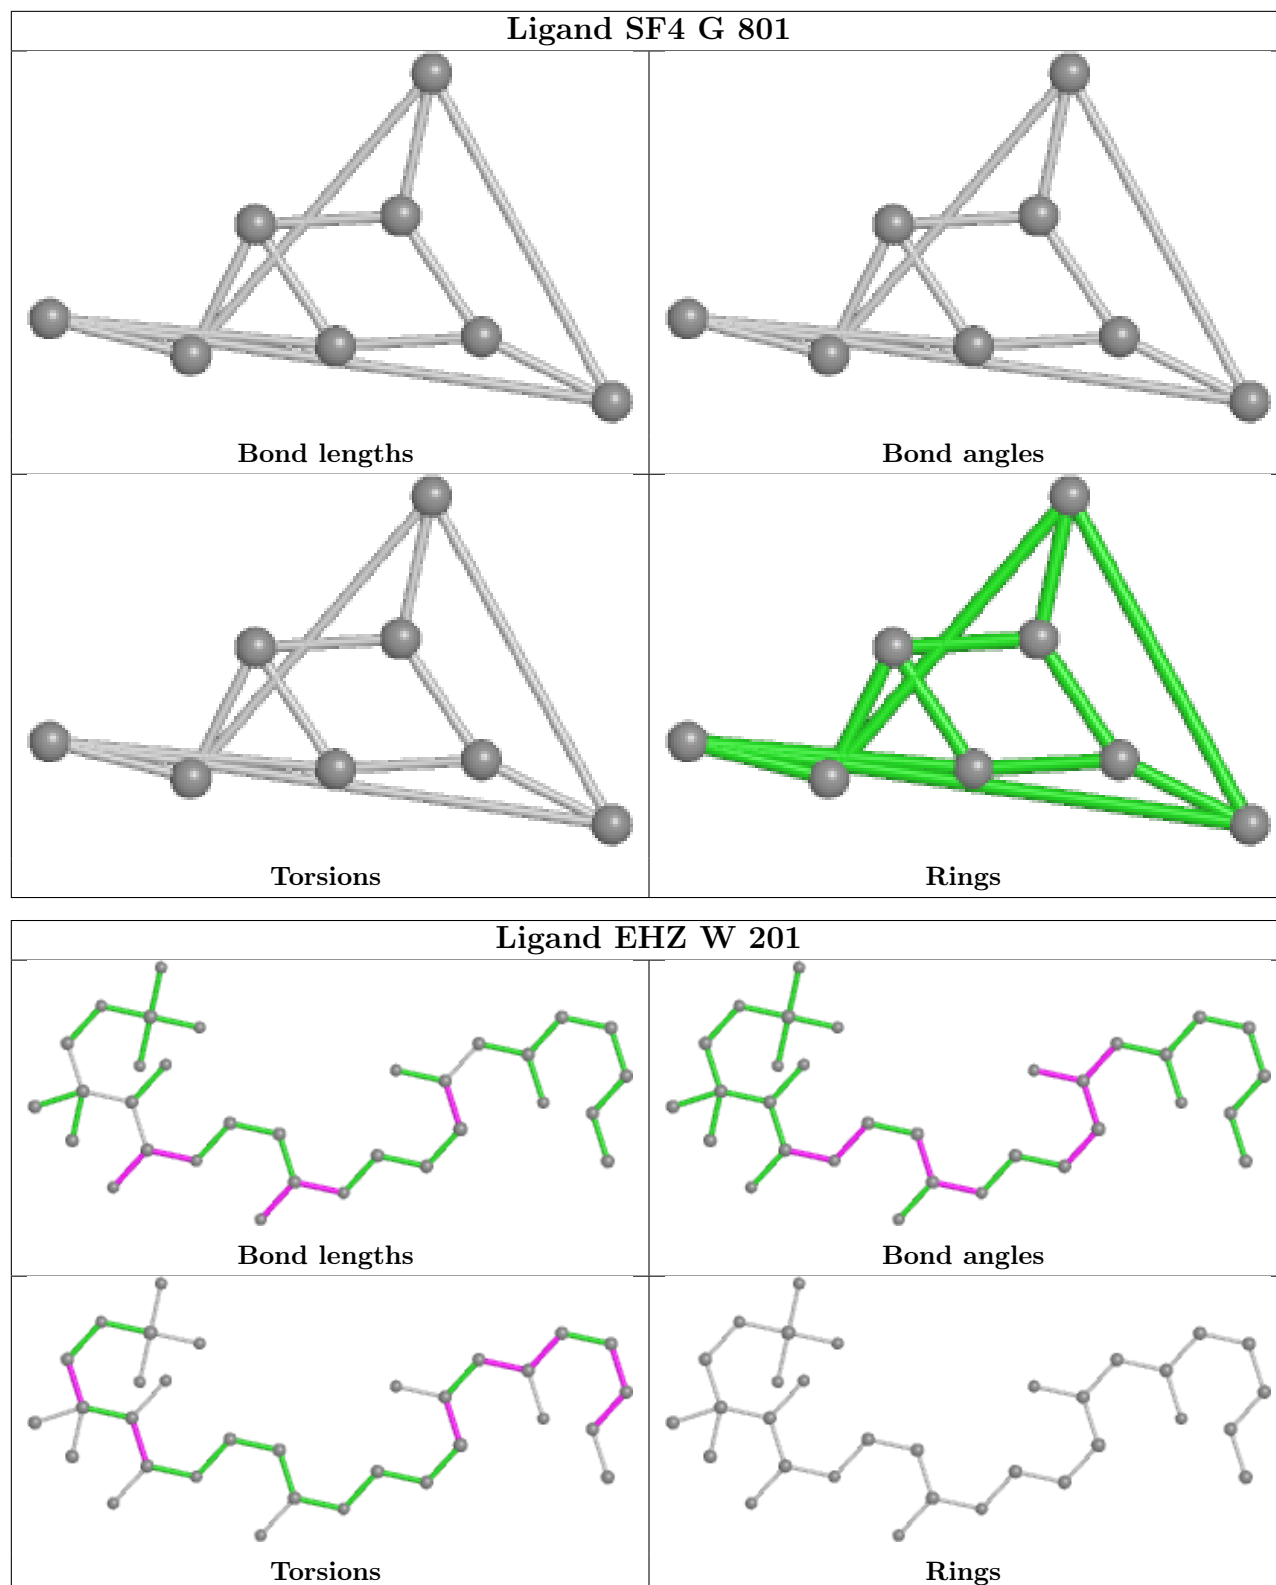 Ligand SF4 G 801
Bond lengths
Bond angles
Torsions
Rings
Ligand EHZ W 201
Bond lengths
Bond angles
Torsions
Rings